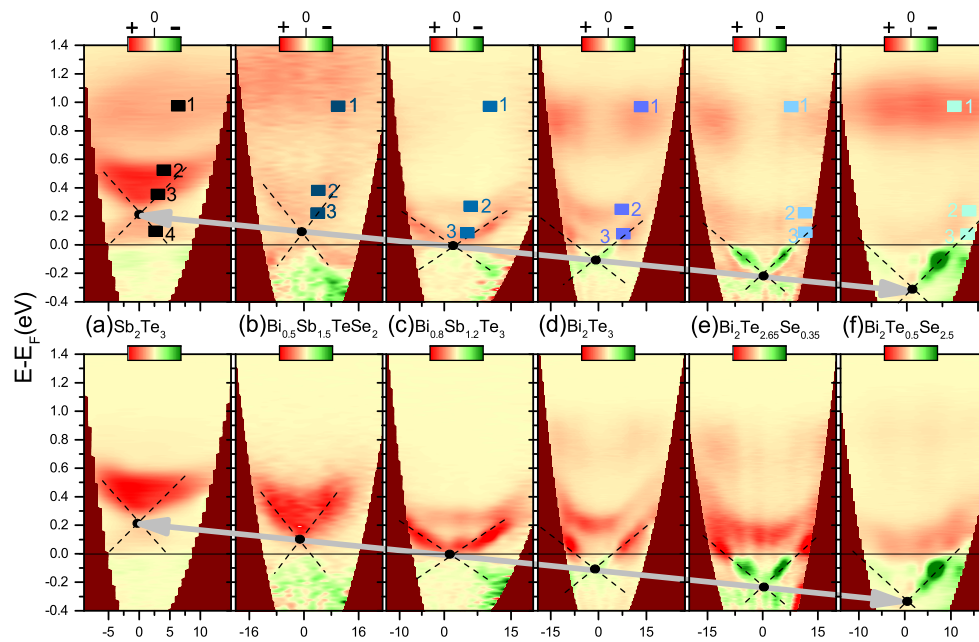 0 0 0 0 0 0
+ - + - + - + - + - + -
1.4
1.2
1.0 1 1 1 1 1 1
0.8
0.6
2
0.4 3 2
0.2 4 3 2 2 2 2
3 3 3 3
0.0
-0.2
-0.4
(a)Sb2Te3 (b)Bi0.5Sb1.5TeSe2 (c)Bi0.8Sb1.2Te3 (d)Bi2Te3 (e)Bi2Te2.65Se0.35 (f)Bi2Te0.5Se2.5
E-EF(eV)
1.4
1.2
1.0
0.8
0.6
0.4
0.2
0.0
-0.2
-0.4
-5 0 5 10 -16 0 16 -10 0 15 -15 0 15 -15 0 15 -10 0 10